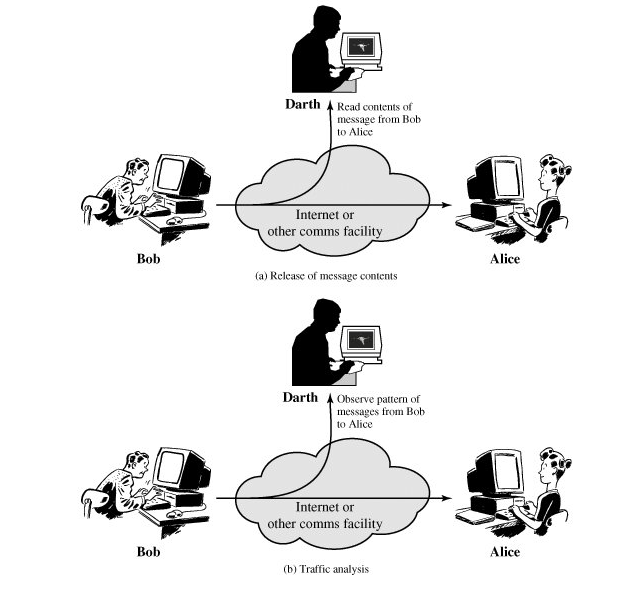 Darth
Read contents of
message from Bob
to Alice
Internet or
other comms facility
Bob
Alice
(a) Release of message contents
Darth
Observe pattern of
messages from Bob
to Alice
Internet or
other comms facility
Bob
Alice
(b) Traffic analysis